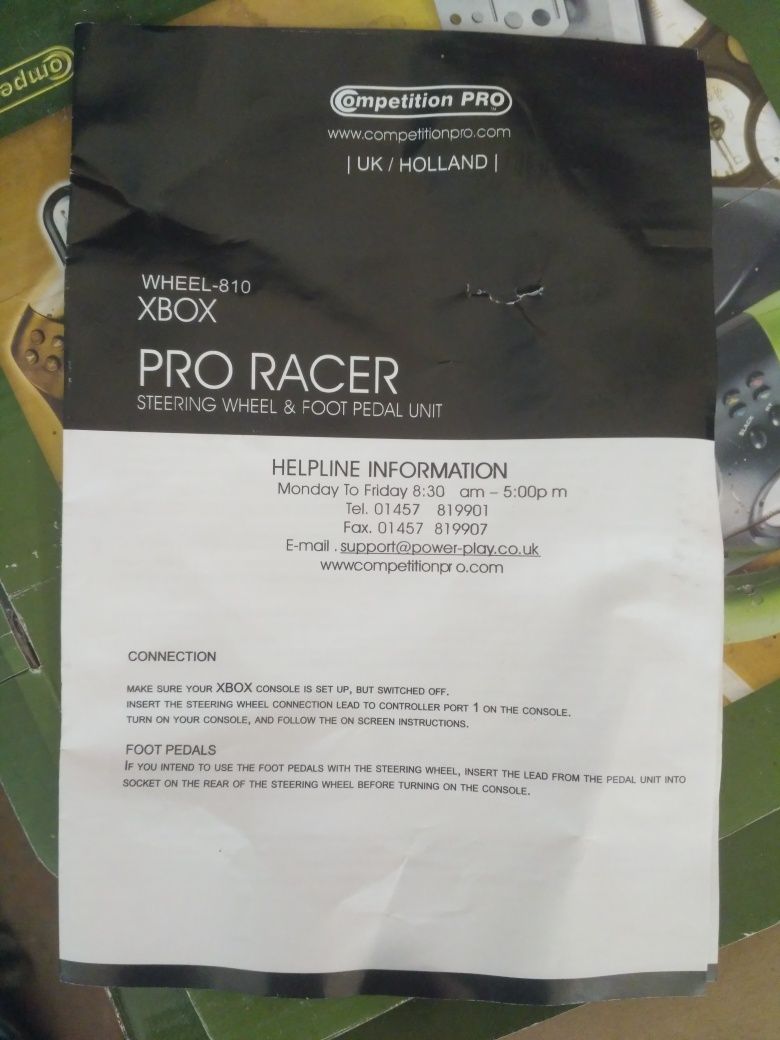 ompe
Competition PRO
www.competitionpro.com
| UK / HOLLAND |
WHEEL-810
XBOX
PRO RACER
STEERING WHEEL & FOOT PEDAL UNIT
HELPLINE INFORMATION
Monday To Friday 8:30 am – 5:00p m
Tel. 01457 819901
Fax. 01457 819907
E-mail . support@power-play.co.uk
wwwcompetitionpr o.com
CONNECTION
MAKE SURE YOUR XBOX CONSOLE IS SET UP, BUT SWITCHED OFF.
INSERT THE STEERING WHEEL CONNECTION LEAD TO CONTROLLER PORT 1 ON THE CONSOLE.
TURN ON YOUR CONSOLE, AND FOLLOW THE ON SCREEN INSTRUCTIONS.
FOOT PEDALS
IF YOU INTEND TO USE THE FOOT PEDALS WITH THE STEERING WHEEL, INSERT THE LEAD FROM THE PEDAL UNIT INTO
SOCKET ON THE REAR OF THE STEERING WHEEL BEFORE TURNING ON THE CONSOLE.